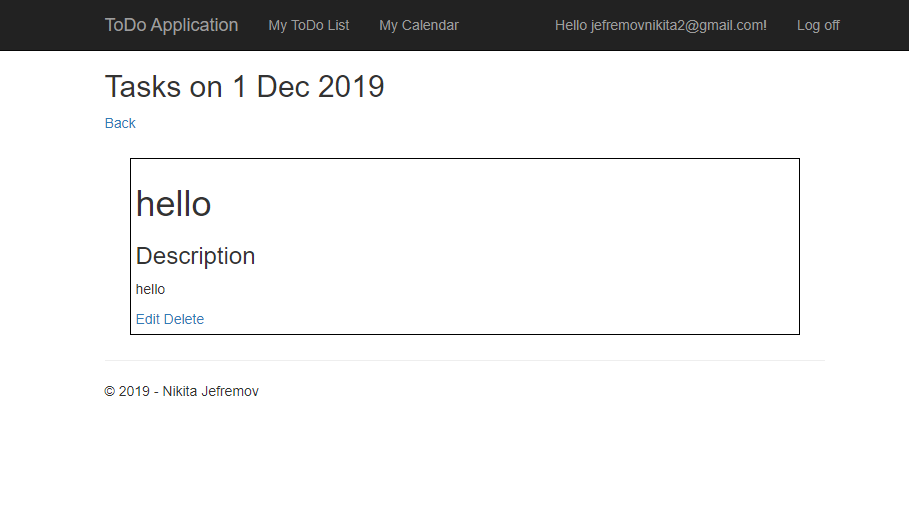 ToDo Application My ToDo List My Calendar Hello jefremovnikita2@gmail.com! Log off
Tasks on 1 Dec 2019
Back
hello
Description
hello
Edit Delete
© 2019 - Nikita Jefremov